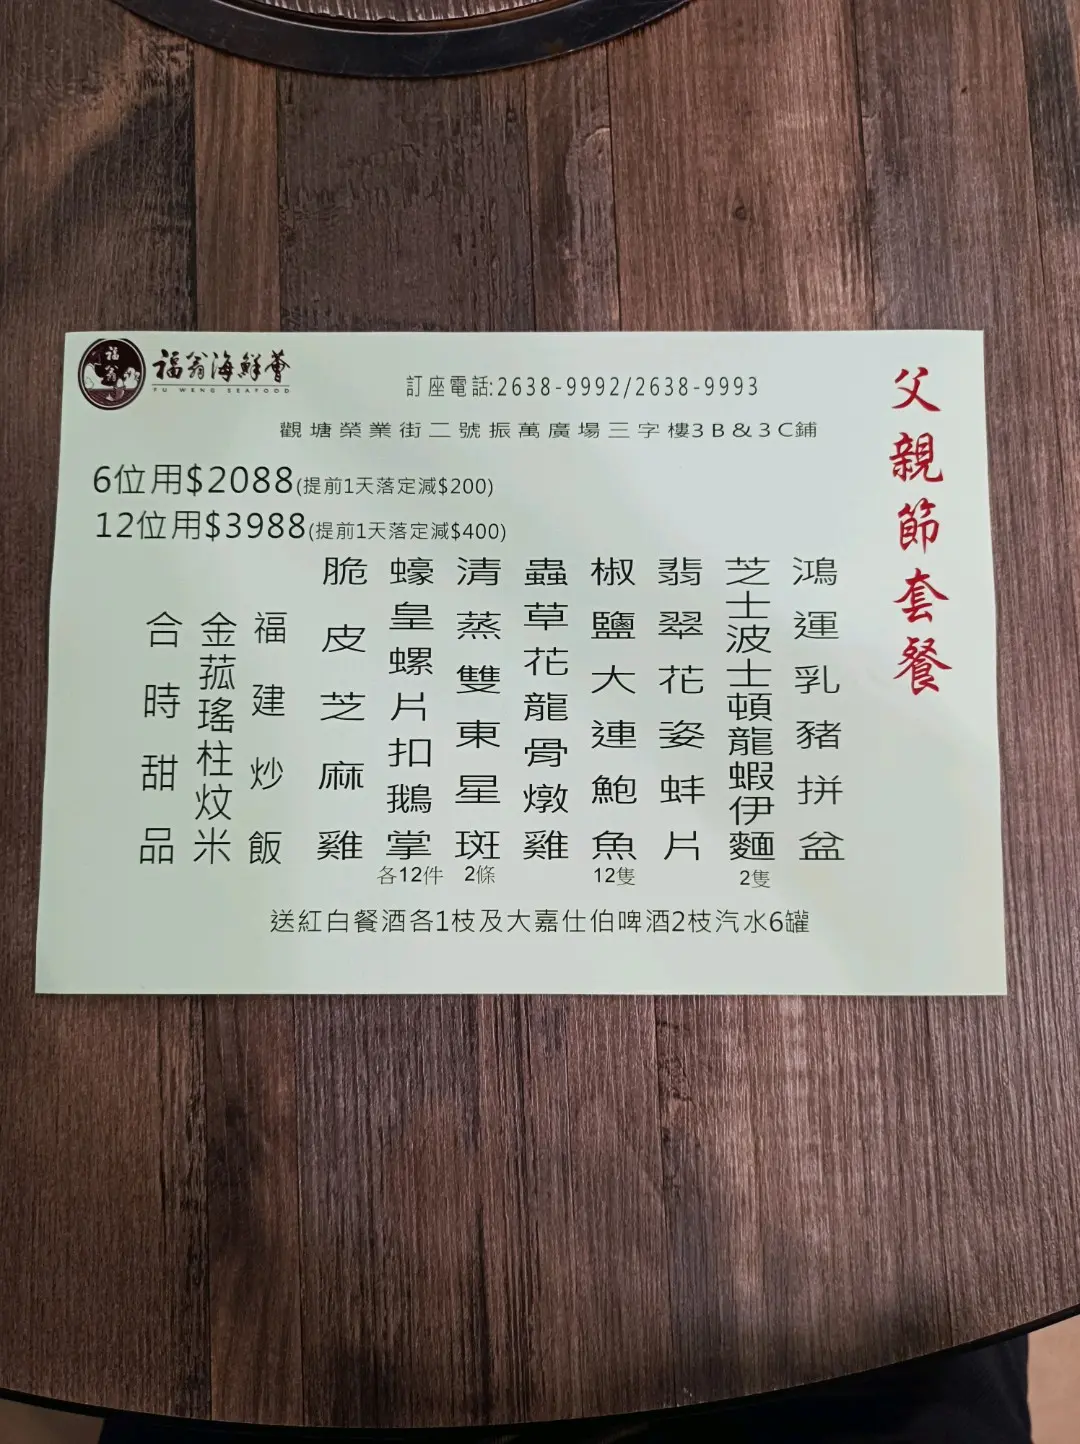 福翁海鮮薈
FU WENG SEAFOOD
訂座電話:2638-9992/2638-9993
觀塘榮業街二號振萬廣場三字樓3B&3C鋪
父親節套餐
6位用$2088(提前1天落定減$200)
12位用$3988(提前1天落定減$400)
鴻運乳豬拼盆
芝士波士頓龍蝦伊麵
2隻
翡翠花姿蚌片
椒鹽大連鮑魚
12隻
蟲草花龍骨燉雞
清蒸雙東星斑
2條
蠔皇螺片扣鵝掌
各12件
脆皮芝麻雞
福建炒飯
金菰瑤柱炆米
合時甜品
送紅白餐酒各1枝及大嘉仕伯啤酒2枝汽水6罐
福翁